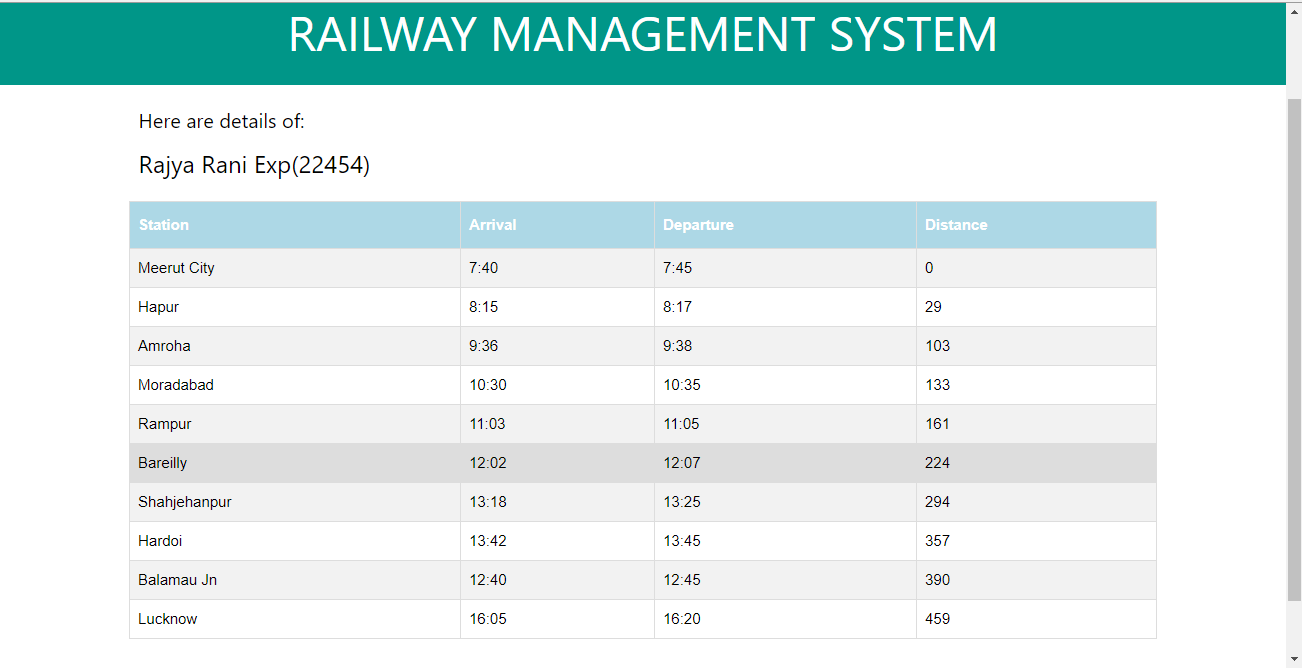 RAILWAY MANAGEMENT SYSTEM
Here are details of:
Rajya Rani Exp(22454)
Station Arrival Departure Distance
Meerut City 7:40 7:45 0
Hapur 8:15 8:17 29
Amroha 9:36 9:38 103
Moradabad 10:30 10:35 133
Rampur 11:03 11:05 161
Bareilly 12:02 12:07 224
Shahjehanpur 13:18 13:25 294
Hardoi 13:42 13:45 357
Balamau Jn 12:40 12:45 390
Lucknow 16:05 16:20 459